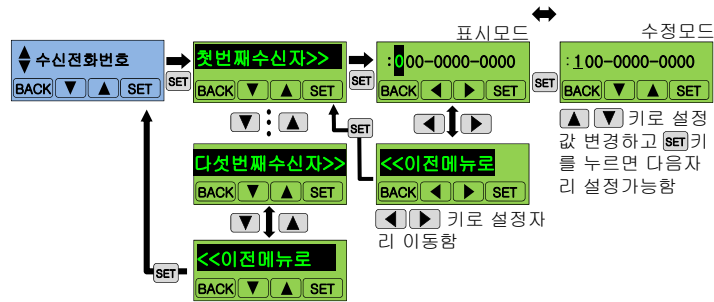 표시모드
수정모드
수신전화번호
BACK ▼ ▲ SET
SET
첫번째수신자>>
BACK ▼ ▲ SET
SET
:000-0000-0000
BACK ◀ ▶ SET
SET
:100-0000-0000
BACK ▼ ▲ SET
▼ : ▲
SET
◀ ▶
▲ ▼ 키로 설정
값 변경하고 SET키
를 누르면 다음자
리 설정가능함
다섯번째수신자>>
BACK ▼ ▲ SET
<<이전메뉴로
BACK ◀ ▶ SET
◀ ▶ 키로 설정자
리 이동함
▼ ▲
SET
<<이전메뉴로
BACK ▼ ▲ SET